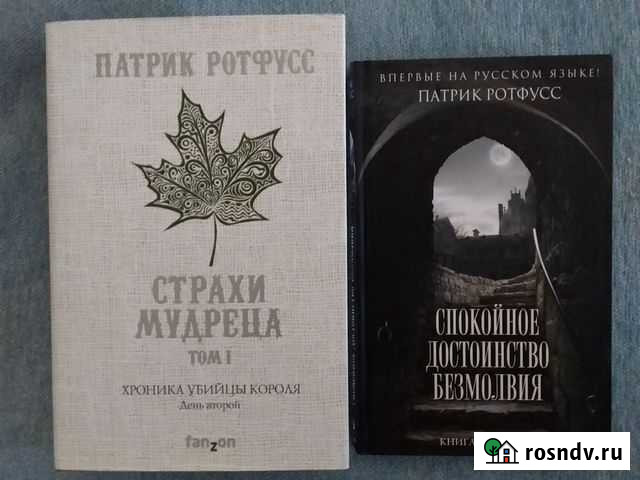 ПАТРИК РОТФУСС
СТРАХИ
МУДРЕЦА
ТОМ I
ХРОНИКА УБИЙЦЫ КОРОЛЯ
День второй
fanzon
ВПЕРВЫЕ НА РУССКОМ ЯЗЫКЕ!
ПАТРИК РОТФУСС
СПОКОЙНОЕ
ДОСТОИНСТВО
БЕЗМОЛВИЯ
КНИГА
rosndv.ru